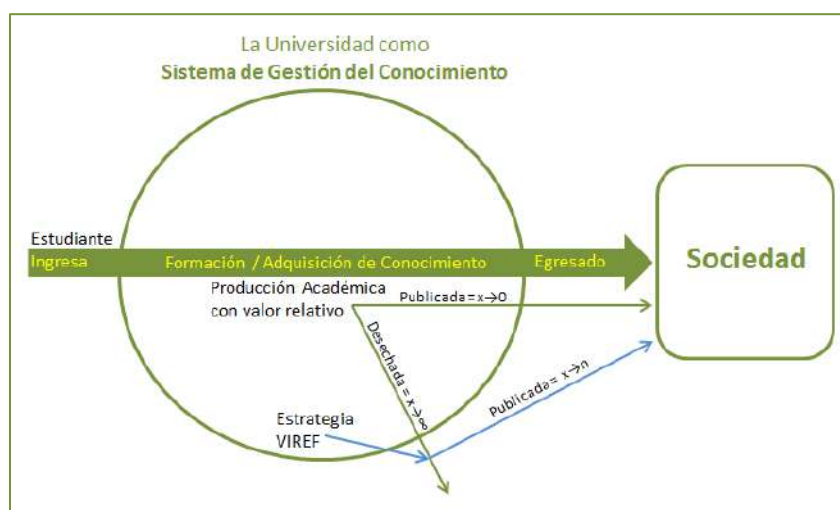 La Universidad como
Sistema de Gestión del Conocimiento
Estudiante
Ingresa
Formación / Adquisición de Conocimiento
Egresado
Sociedad
Producción Académica
con valor relativo
Publicada = x→0
Desechada = x→∞
Publicada = x→n
Estrategia
VIREF